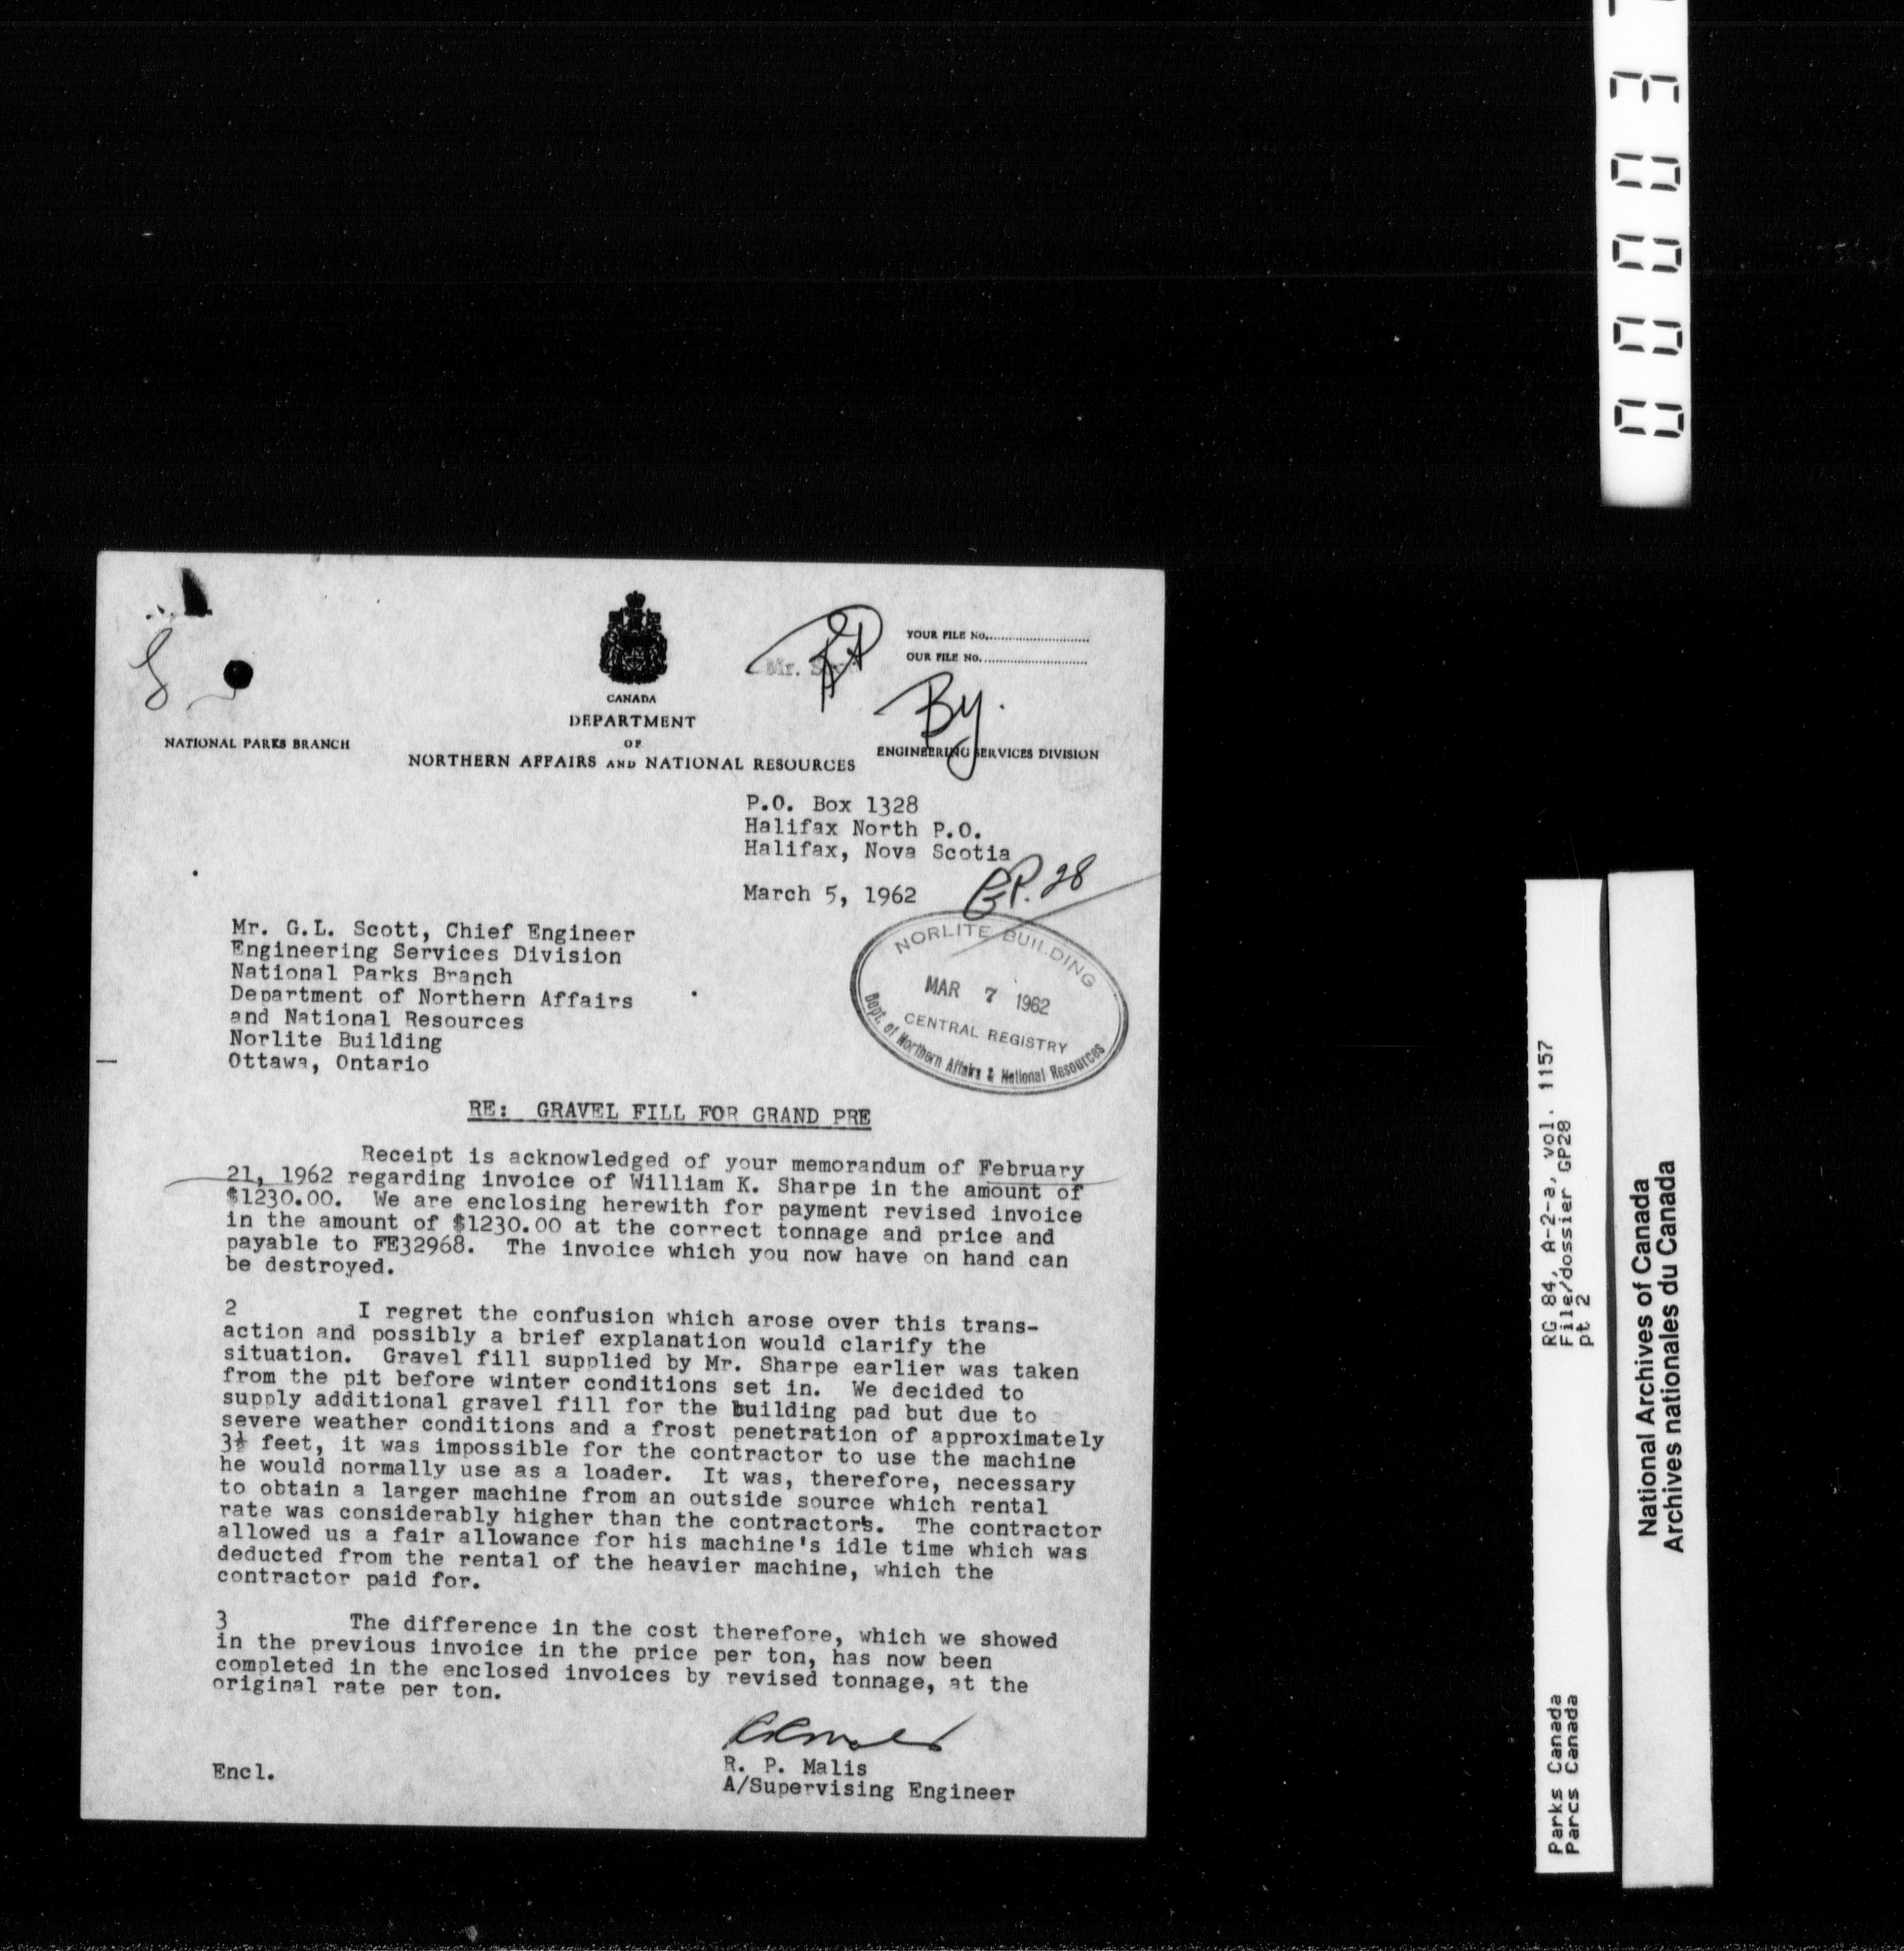 YOUR FILE No.
OUR FILE No.
Mr.
By.
CANADA
DEPARTMENT
OF
NORTHERN AFFAIRS AND NATIONAL RESOURCES
NATIONAL PARKS BRANCH
ENGINEERING SERVICES DIVISION
P.O. Box 1328
Halifax North P.O.
Halifax, Nova Scotia
March 5, 1962
G.P. 28
Mr. G.L. Scott, Chief Engineer
Engineering Services Division
National Parks Branch
Department of Northern Affairs
and National Resources
Norlite Building
Ottawa, Ontario
NORLITE BUILDING
MAR 7 1962
CENTRAL REGISTRY
Dept. of Northern Affairs & National Resources
RE: GRAVEL FILL FOR GRAND PRE
Receipt is acknowledged of your memorandum of February
21, 1962 regarding invoice of William K. Sharpe in the amount of
$1230.00. We are enclosing herewith for payment revised invoice
in the amount of $1230.00 at the correct tonnage and price and
payable to FE32968. The invoice which you now have on hand can
be destroyed.
2 I regret the confusion which arose over this trans-
action and possibly a brief explanation would clarify the
situation. Gravel fill supplied by Mr. Sharpe earlier was taken
from the pit before winter conditions set in. We decided to
supply additional gravel fill for the building pad but due to
severe weather conditions and a frost penetration of approximately
3½ feet, it was impossible for the contractor to use the machine
he would normally use as a loader. It was, therefore, necessary
to obtain a larger machine from an outside source which rental
rate was considerably higher than the contractor's. The contractor
allowed us a fair allowance for his machine's idle time which was
deducted from the rental of the heavier machine, which the
contractor paid for.
3 The difference in the cost therefore, which we showed
in the previous invoice in the price per ton, has now been
completed in the enclosed invoices by revised tonnage, at the
original rate per ton.
R. P. Malis
A/Supervising Engineer
Encl.
RG 84, A-2-a, vol. 1157
File/dossier GP28
pt 2
Parks Canada
Parcs Canada
National Archives of Canada
Archives nationales du Canada